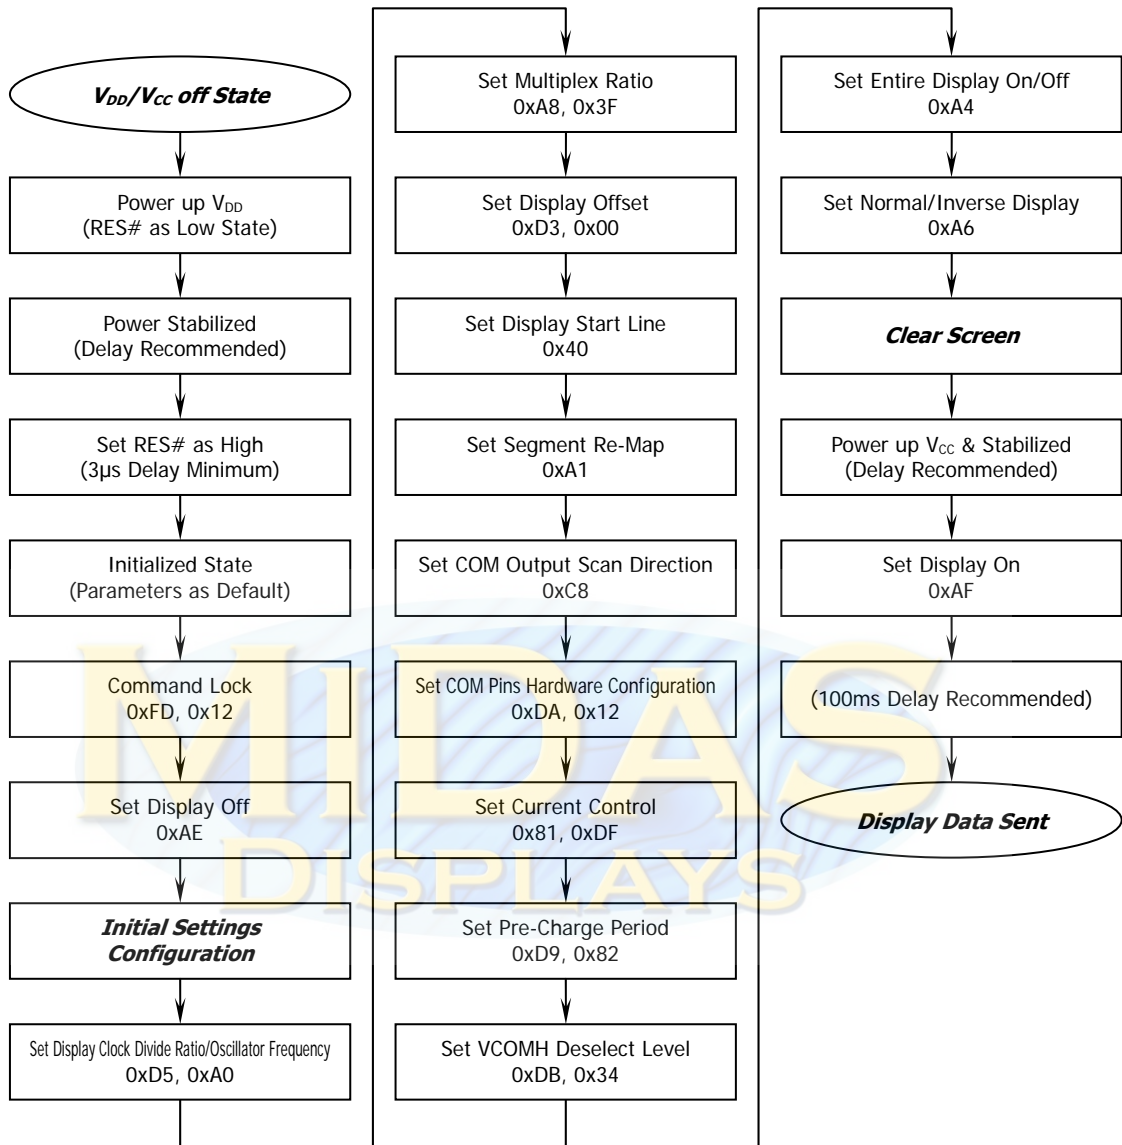 V_DD/V_CC off State
Power up V_DD
(RES# as Low State)
Power Stabilized
(Delay Recommended)
Set RES# as High
(3μs Delay Minimum)
Initialized State
(Parameters as Default)
Command Lock
0xFD, 0x12
Set Display Off
0xAE
Initial Settings
Configuration
Set Display Clock Divide Ratio/Oscillator Frequency
0xD5, 0xA0
Set Multiplex Ratio
0xA8, 0x3F
Set Display Offset
0xD3, 0x00
Set Display Start Line
0x40
Set Segment Re-Map
0xA1
Set COM Output Scan Direction
0xC8
Set COM Pins Hardware Configuration
0xDA, 0x12
Set Current Control
0x81, 0xDF
Set Pre-Charge Period
0xD9, 0x82
Set VCOMH Deselect Level
0xDB, 0x34
Set Entire Display On/Off
0xA4
Set Normal/Inverse Display
0xA6
Clear Screen
Power up V_CC & Stabilized
(Delay Recommended)
Set Display On
0xAF
(100ms Delay Recommended)
Display Data Sent
MIDAS
DISPLAYS